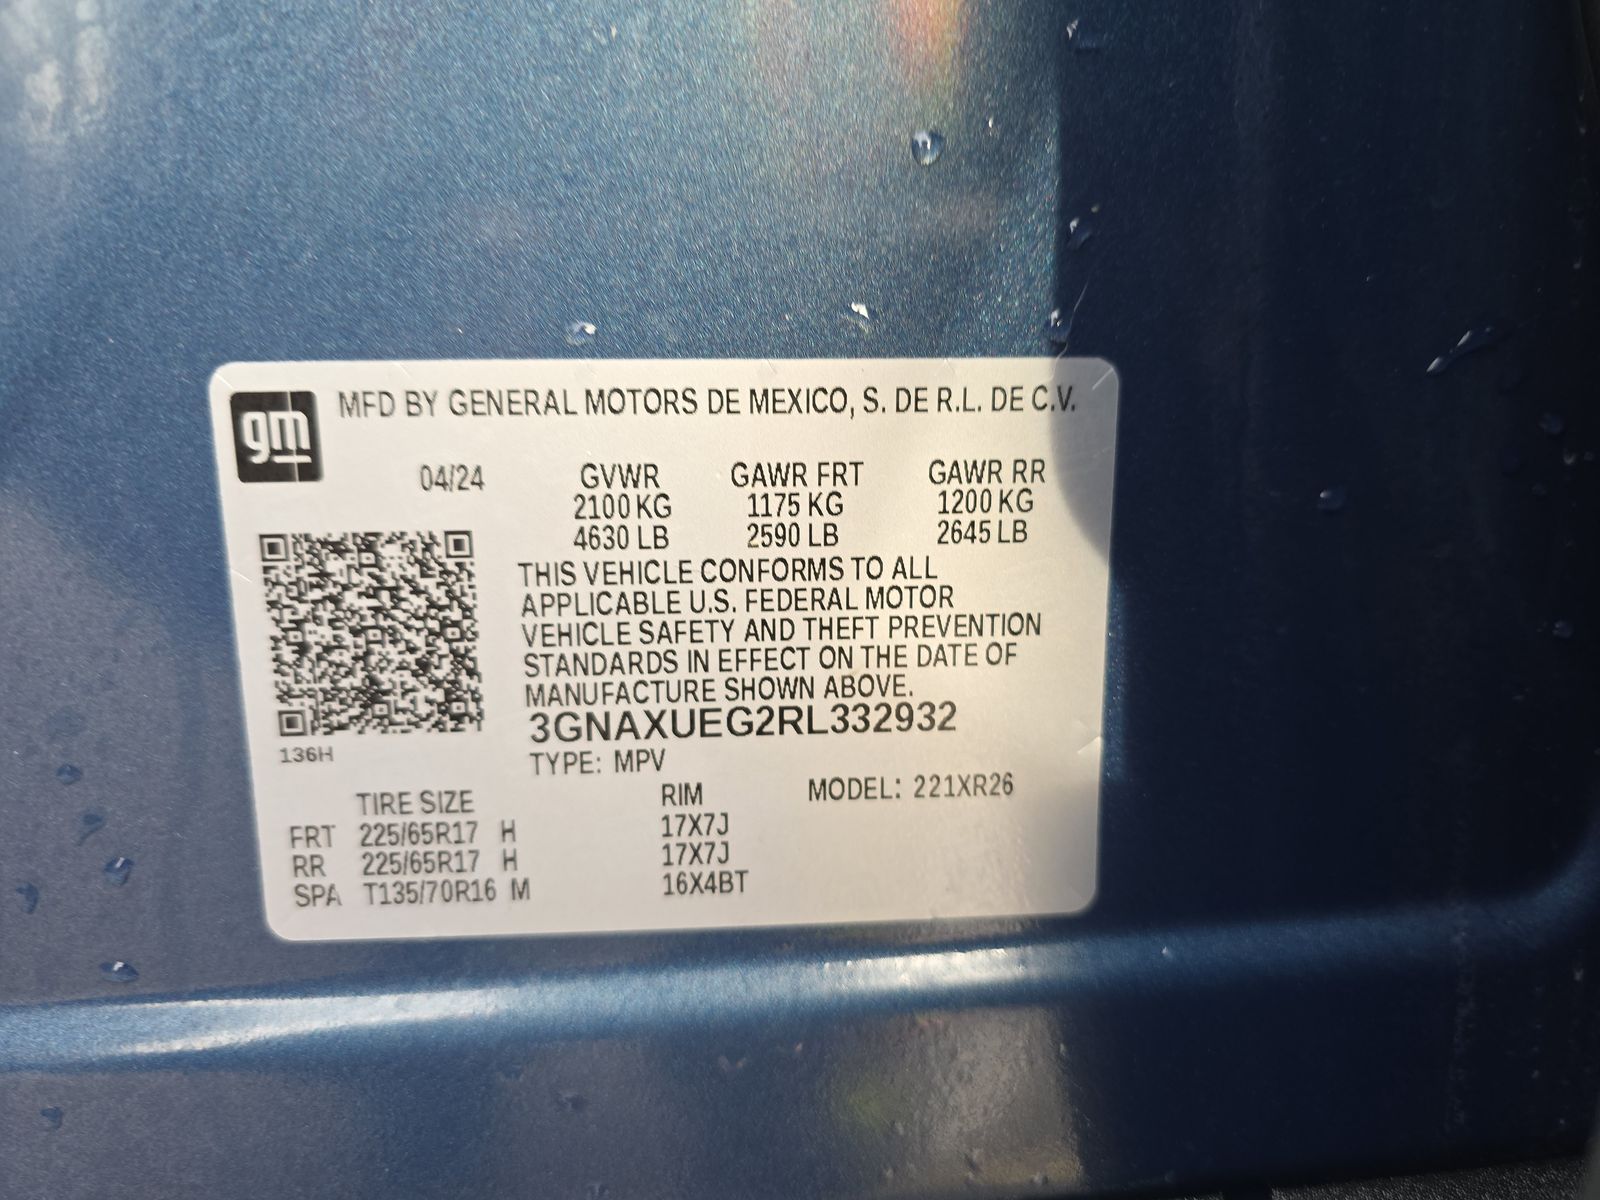 gm MFD BY GENERAL MOTORS DE MEXICO, S. DE R.L. DE C.V.
04/24 GVWR GAWR FRT GAWR RR
2100 KG 1175 KG 1200 KG
4630 LB 2590 LB 2645 LB
THIS VEHICLE CONFORMS TO ALL
APPLICABLE U.S. FEDERAL MOTOR
VEHICLE SAFETY AND THEFT PREVENTION
STANDARDS IN EFFECT ON THE DATE OF
MANUFACTURE SHOWN ABOVE.
3GNAXUEG2RL332932
136H
TYPE: MPV
TIRE SIZE RIM MODEL: 221XR26
FRT 225/65R17 H 17X7J
RR 225/65R17 H 17X7J
SPA T135/70R16 M 16X4BT